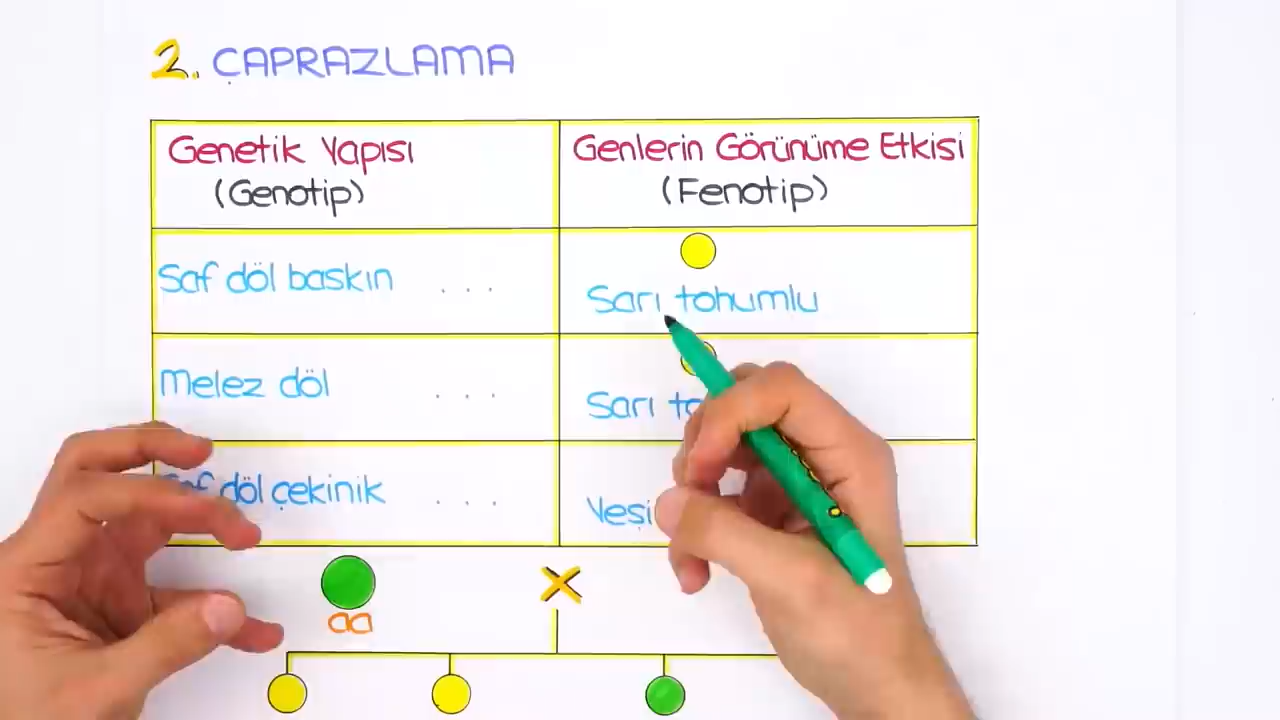 2. ÇAPRAZLAMA
Genetik Yapısı
(Genotip)
Genlerin Görünüme Etkisi
(Fenotip)
Saf döl baskın ...
Sarı tohumlu
Melez döl ...
Sarı
döl çekinik ...
aa